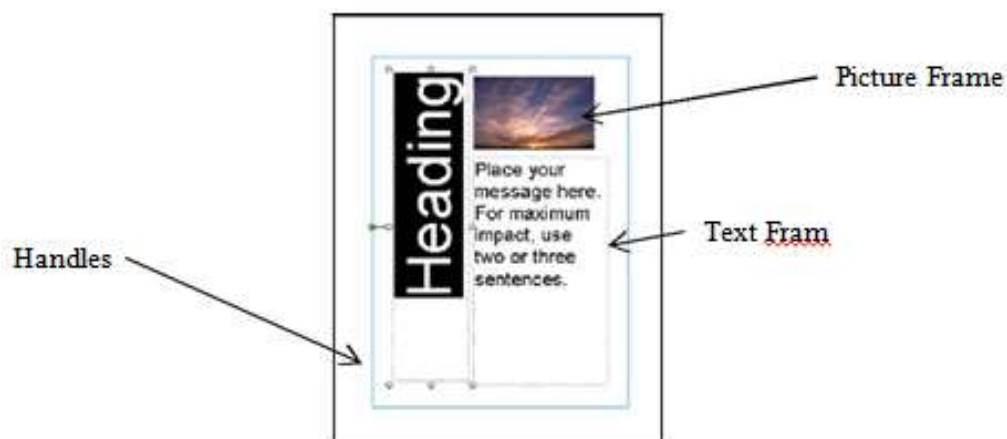 Picture Frame
Heading
Place your
message here.
For maximum
impact, use
two or three
sentences.
Text Fram
Handles